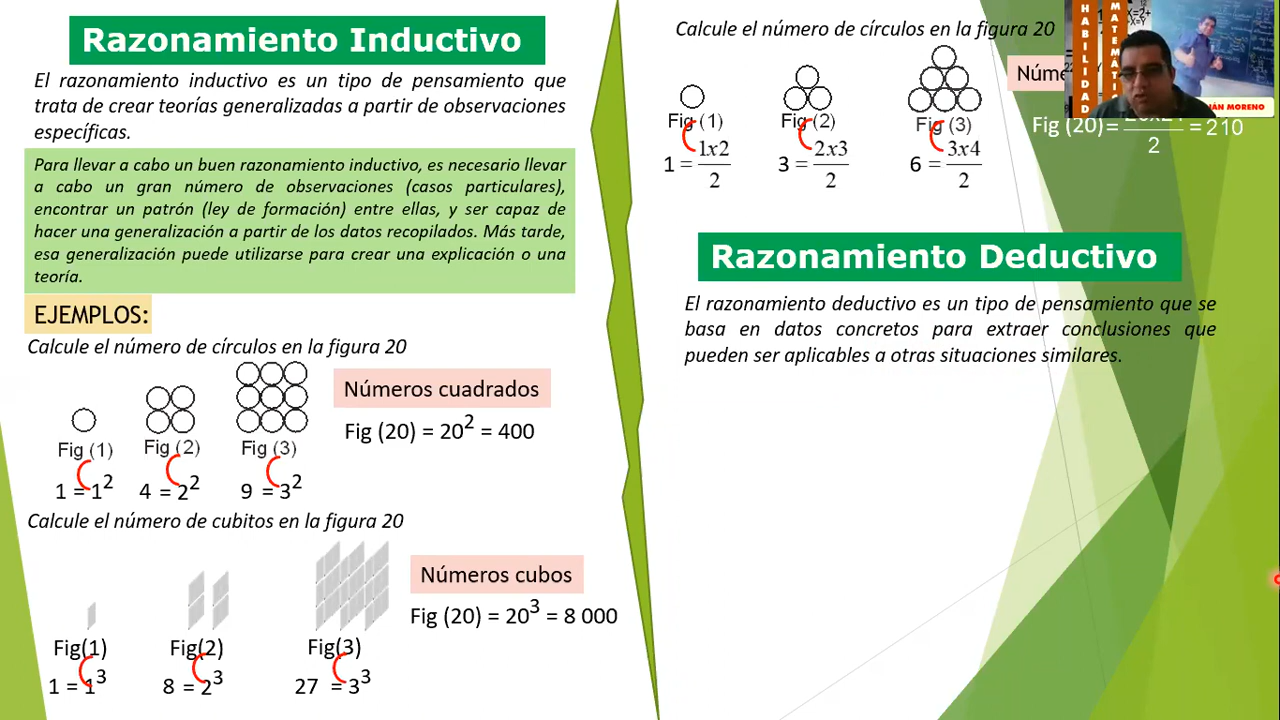 Razonamiento Inductivo
El razonamiento inductivo es un tipo de pensamiento que
trata de crear teorías generalizadas a partir de observaciones
específicas.
Para llevar a cabo un buen razonamiento inductivo, es necesario llevar
a cabo un gran número de observaciones (casos particulares),
encontrar un patrón (ley de formación) entre ellas, y ser capaz de
hacer una generalización a partir de los datos recopilados. Más tarde,
esa generalización puede utilizarse para crear una explicación o una
teoría.
EJEMPLOS:
Calcule el número de círculos en la figura 20
Números cuadrados
Fig (20) = 20² = 400
Fig (1) Fig (2) Fig (3)
1 = 1² 4 = 2² 9 = 3²
Calcule el número de cubitos en la figura 20
Números cubos
Fig (20) = 20³ = 8 000
Fig(1) Fig(2) Fig(3)
1 = 1³ 8 = 2³ 27 = 3³
Calcule el número de círculos en la figura 20
Fig (1) Fig (2) Fig (3)
1 = 1x2/2 3 = 2x3/2 6 = 3x4/2
Fig (20) = 20x21/2 = 210
HABILIDAD
MATEMÁTIC
IÁN MORENO
Razonamiento Deductivo
El razonamiento deductivo es un tipo de pensamiento que se
basa en datos concretos para extraer conclusiones que
pueden ser aplicables a otras situaciones similares.